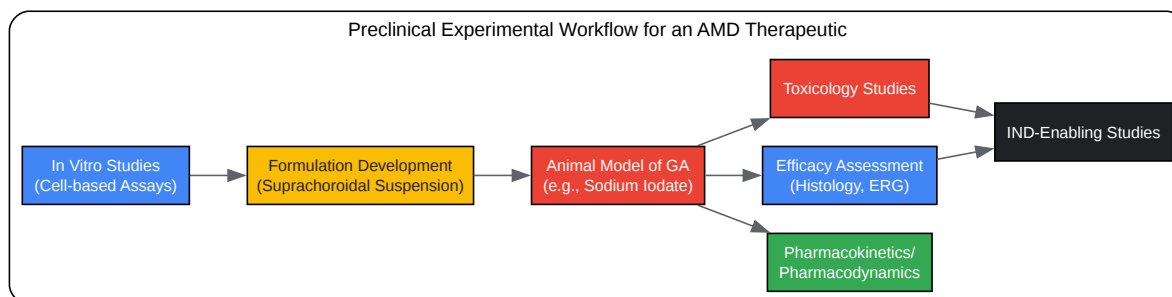 Preclinical Experimental Workflow for an AMD Therapeutic
In Vitro Studies
(Cell-based Assays)
Formulation Development
(Suprachoroidal Suspension)
Animal Model of GA
(e.g., Sodium Iodate)
Toxicology Studies
Efficacy Assessment
(Histology, ERG)
Pharmacokinetics/
Pharmacodynamics
IND-Enabling Studies